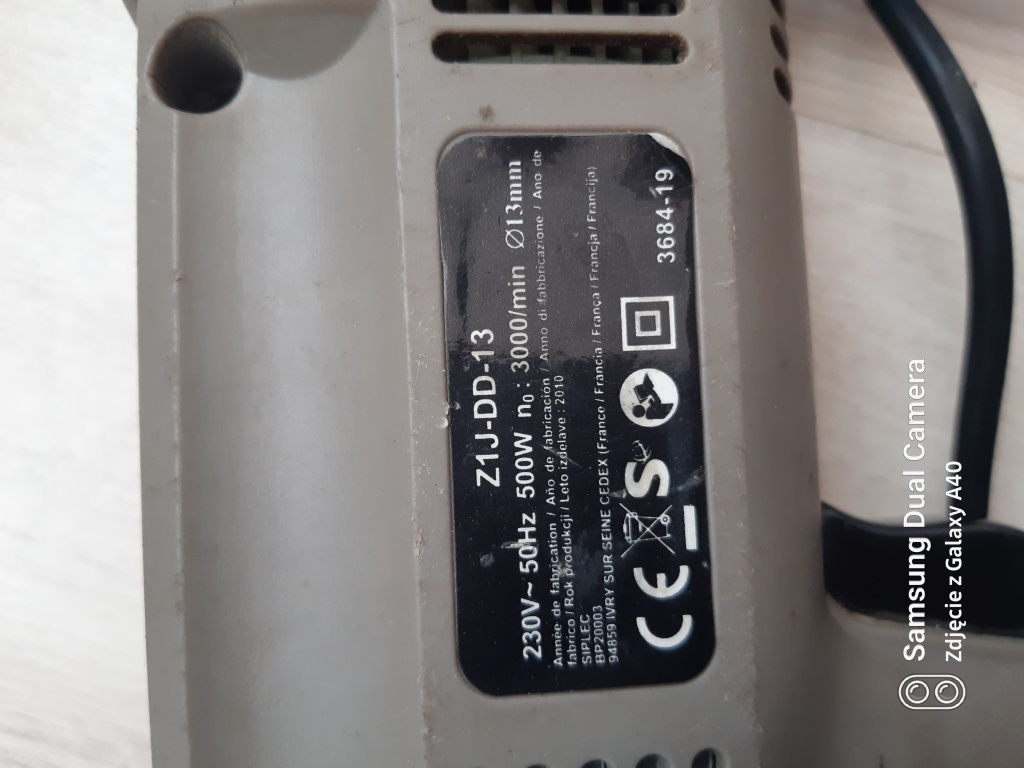 Z1J-DD-13
230V~ 50Hz 500W n0 : 3000/min Ø13mm
Année de fabrication / Año de fabricación / Anno di fabbricazione / Ano de
fabrico / Rok produkcji / Leto izdelave : 2010
SIPLEC
BP20003
94859 IVRY SUR SEINE CEDEX (France / Francia / França / Francja / Francija)
CE
S
3684-19
Samsung Dual Camera
Zdjęcie z Galaxy A40